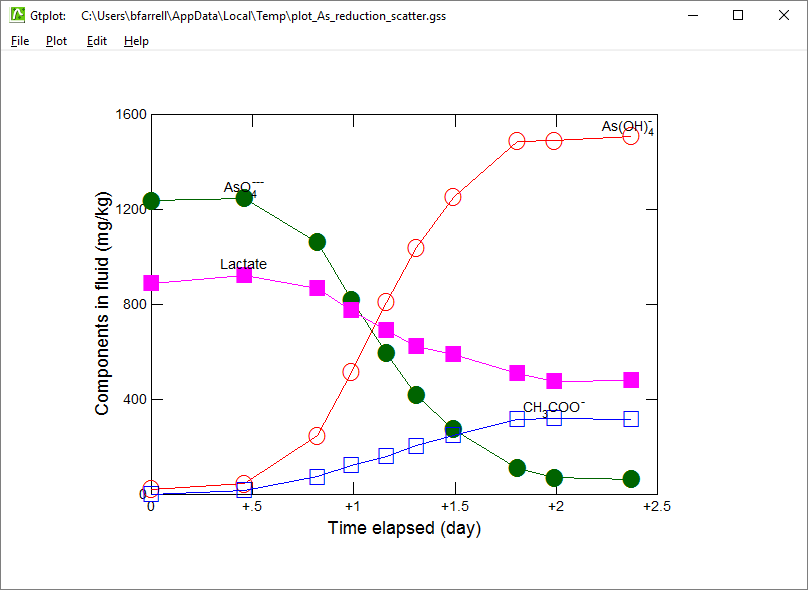 Gtplot: C:\Users\bfarrell\AppData\Local\Temp\plot_As_reduction_scatter.gss
File Plot Edit Help
1600
As(OH)₄⁻
AsO₄⁻⁻⁻
1200
Lactate
800
Components in fluid (mg/kg)
400
CH₃COO⁻
0
0 +.5 +1 +1.5 +2 +2.5
Time elapsed (day)